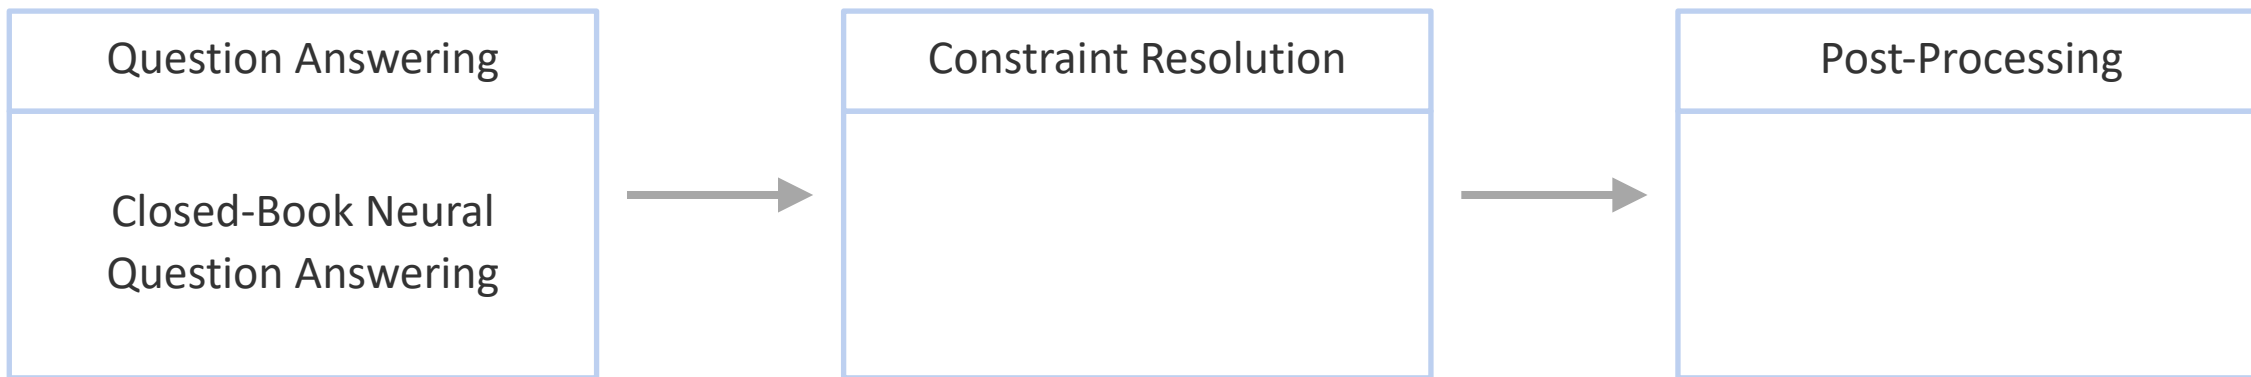 Question Answering
Closed-Book Neural
Question Answering
Constraint Resolution
Post-Processing